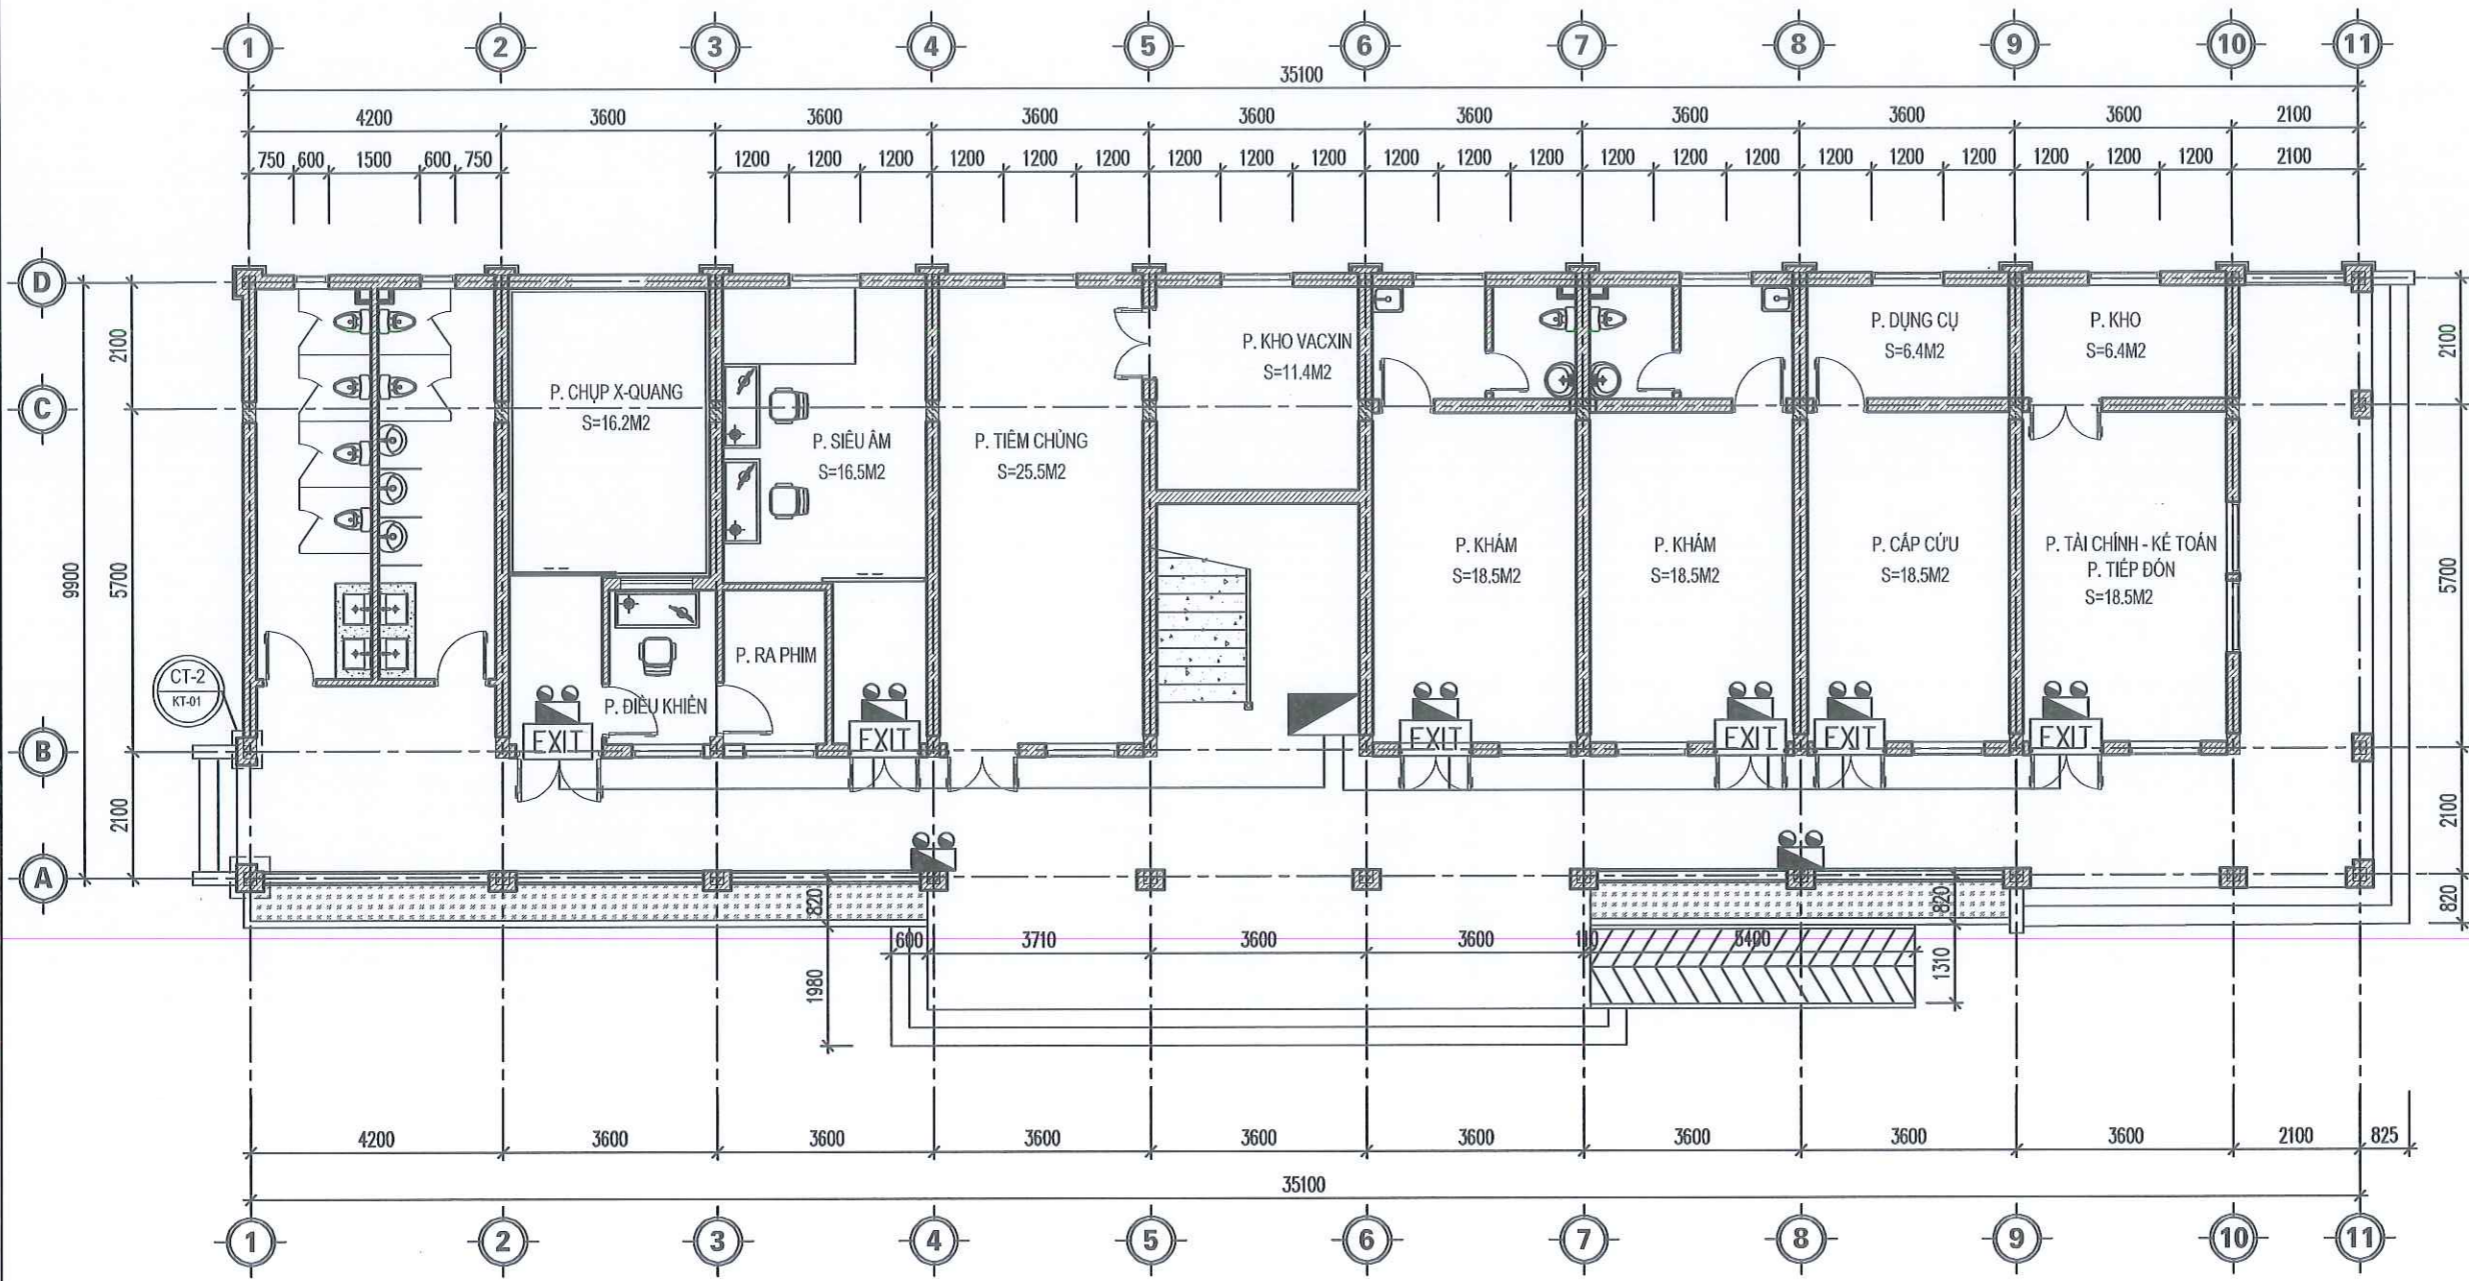 1 2 3 4 5 6 7 8 9 10 11
35100
4200 3600 3600 3600 3600 3600 3600 3600 3600 2100
750 600 1500 600 750 1200 1200 1200 1200 1200 1200 1200 1200 1200 1200 1200 1200 1200 1200 1200 1200 1200 1200 1200 1200 1200 2100
D
C
B
A
9900
2100
5700
2100
P. CHỤP X-QUANG
S=16.2M2
P. SIÊU ÂM
S=16.5M2
P. TIÊM CHỦNG
S=25.5M2
P. KHO VACXIN
S=11.4M2
P. DỤNG CỤ
S=6.4M2
P. KHO
S=6.4M2
P. KHÁM
S=18.5M2
P. KHÁM
S=18.5M2
P. CẤP CỨU
S=18.5M2
P. TÀI CHÍNH - KẾ TOÁN
P. TIẾP ĐÓN
S=18.5M2
P. RA PHIM
P. ĐIỀU KHIỂN
CT-2
KT-01
EXIT
EXIT
EXIT
EXIT
EXIT
EXIT
2100
5700
2100
820
820
820
600 3710 3600 3600 110 5400
1980
1310
4200 3600 3600 3600 3600 3600 3600 3600 3600 2100 825
35100
1 2 3 4 5 6 7 8 9 10 11